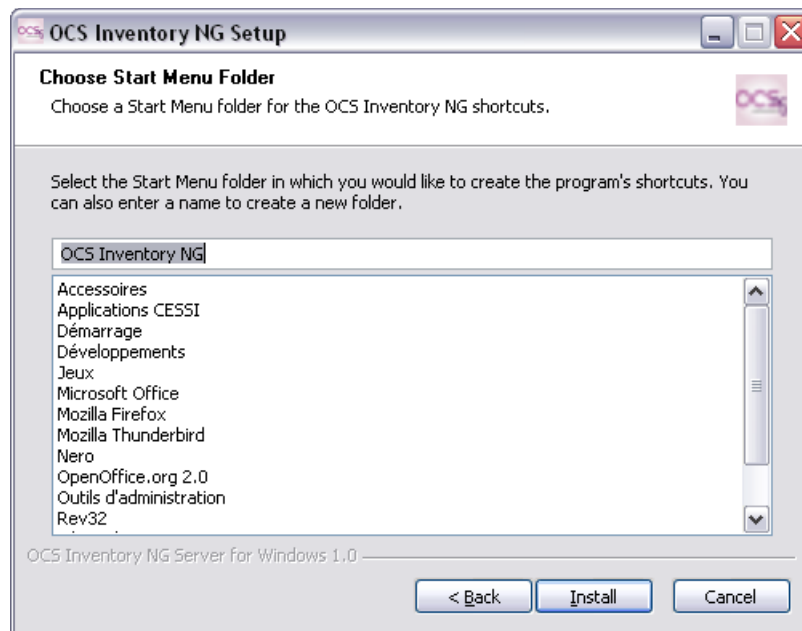 OCS OCS Inventory NG Setup
Choose Start Menu Folder
Choose a Start Menu folder for the OCS Inventory NG shortcuts.
OCS
Select the Start Menu folder in which you would like to create the program's shortcuts. You
can also enter a name to create a new folder.
OCS Inventory NG
Accessoires
Applications CESSI
Démarrage
Développements
Jeux
Microsoft Office
Mozilla Firefox
Mozilla Thunderbird
Nero
OpenOffice.org 2.0
Outils d'administration
Rev32
OCS Inventory NG Server for Windows 1.0
< Back
Install
Cancel